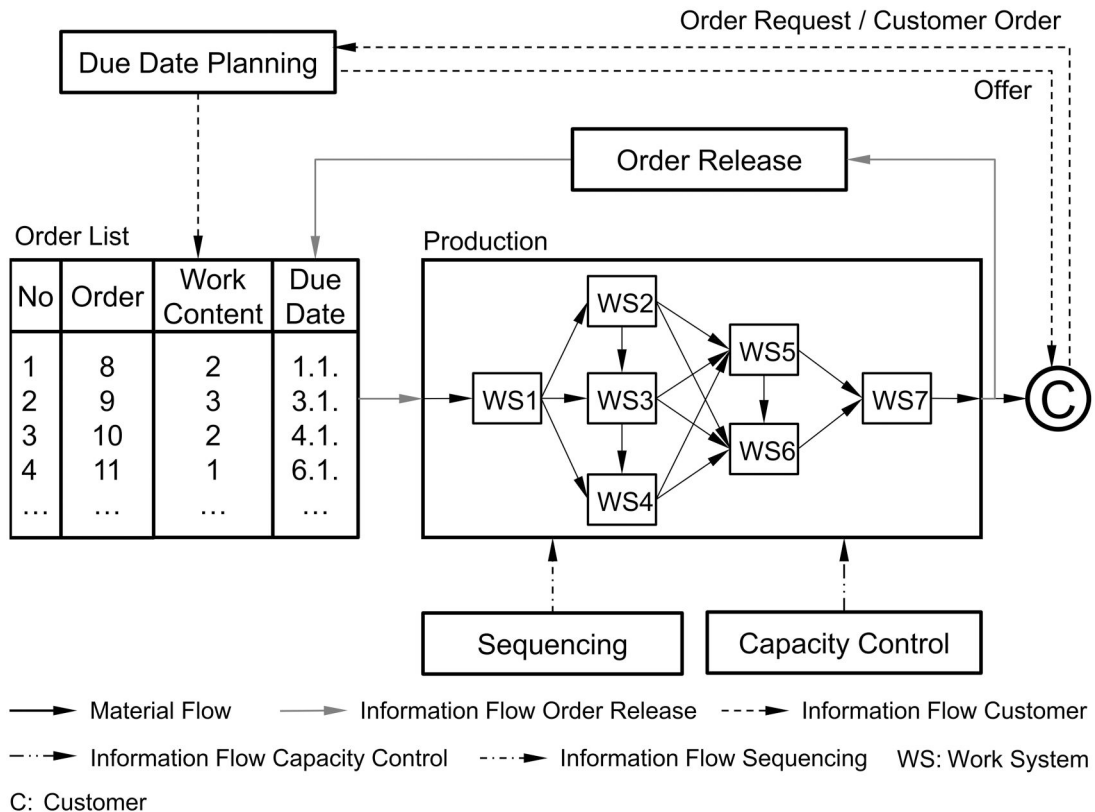 Order Request / Customer Order
Due Date Planning
Offer
Order Release
Order List
Production
No Order Work Content Due Date
1 8 2 1.1.
2 9 3 3.1.
3 10 2 4.1.
4 11 1 6.1.
... ... ... ...
WS2
WS5
WS1 WS3 WS7
WS6
WS4
C
Sequencing Capacity Control
Material Flow Information Flow Order Release Information Flow Customer
Information Flow Capacity Control Information Flow Sequencing WS: Work System
C: Customer